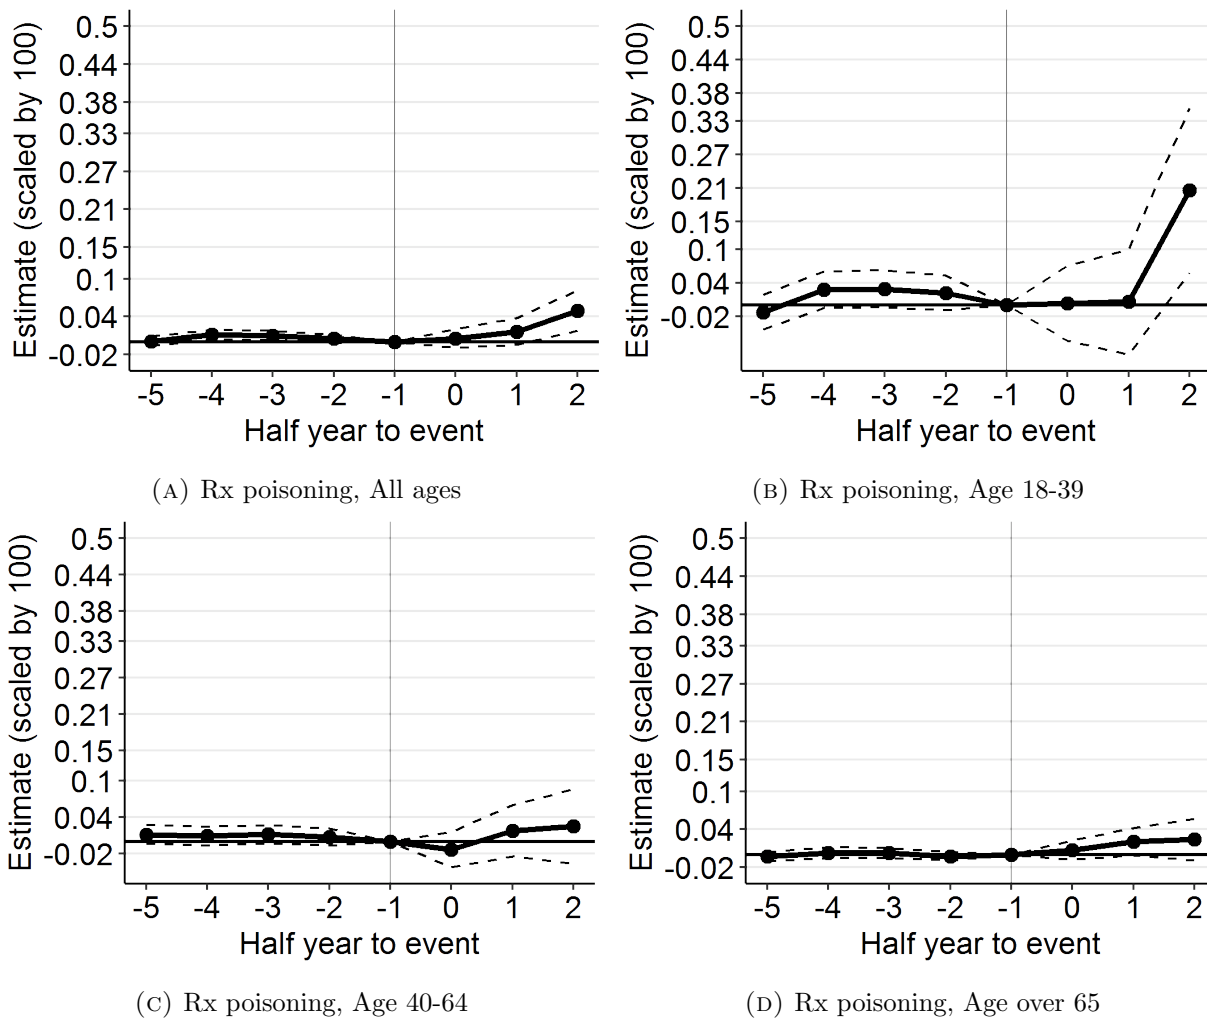 Estimate (scaled by 100)
0.5
0.44
0.38
0.33
0.27
0.21
0.15
0.1
0.04
-0.02
-5 -4 -3 -2 -1 0 1 2
Half year to event
(A) Rx poisoning, All ages
Estimate (scaled by 100)
0.5
0.44
0.38
0.33
0.27
0.21
0.15
0.1
0.04
-0.02
-5 -4 -3 -2 -1 0 1 2
Half year to event
(B) Rx poisoning, Age 18-39
Estimate (scaled by 100)
0.5
0.44
0.38
0.33
0.27
0.21
0.15
0.1
0.04
-0.02
-5 -4 -3 -2 -1 0 1 2
Half year to event
(C) Rx poisoning, Age 40-64
Estimate (scaled by 100)
0.5
0.44
0.38
0.33
0.27
0.21
0.15
0.1
0.04
-0.02
-5 -4 -3 -2 -1 0 1 2
Half year to event
(D) Rx poisoning, Age over 65